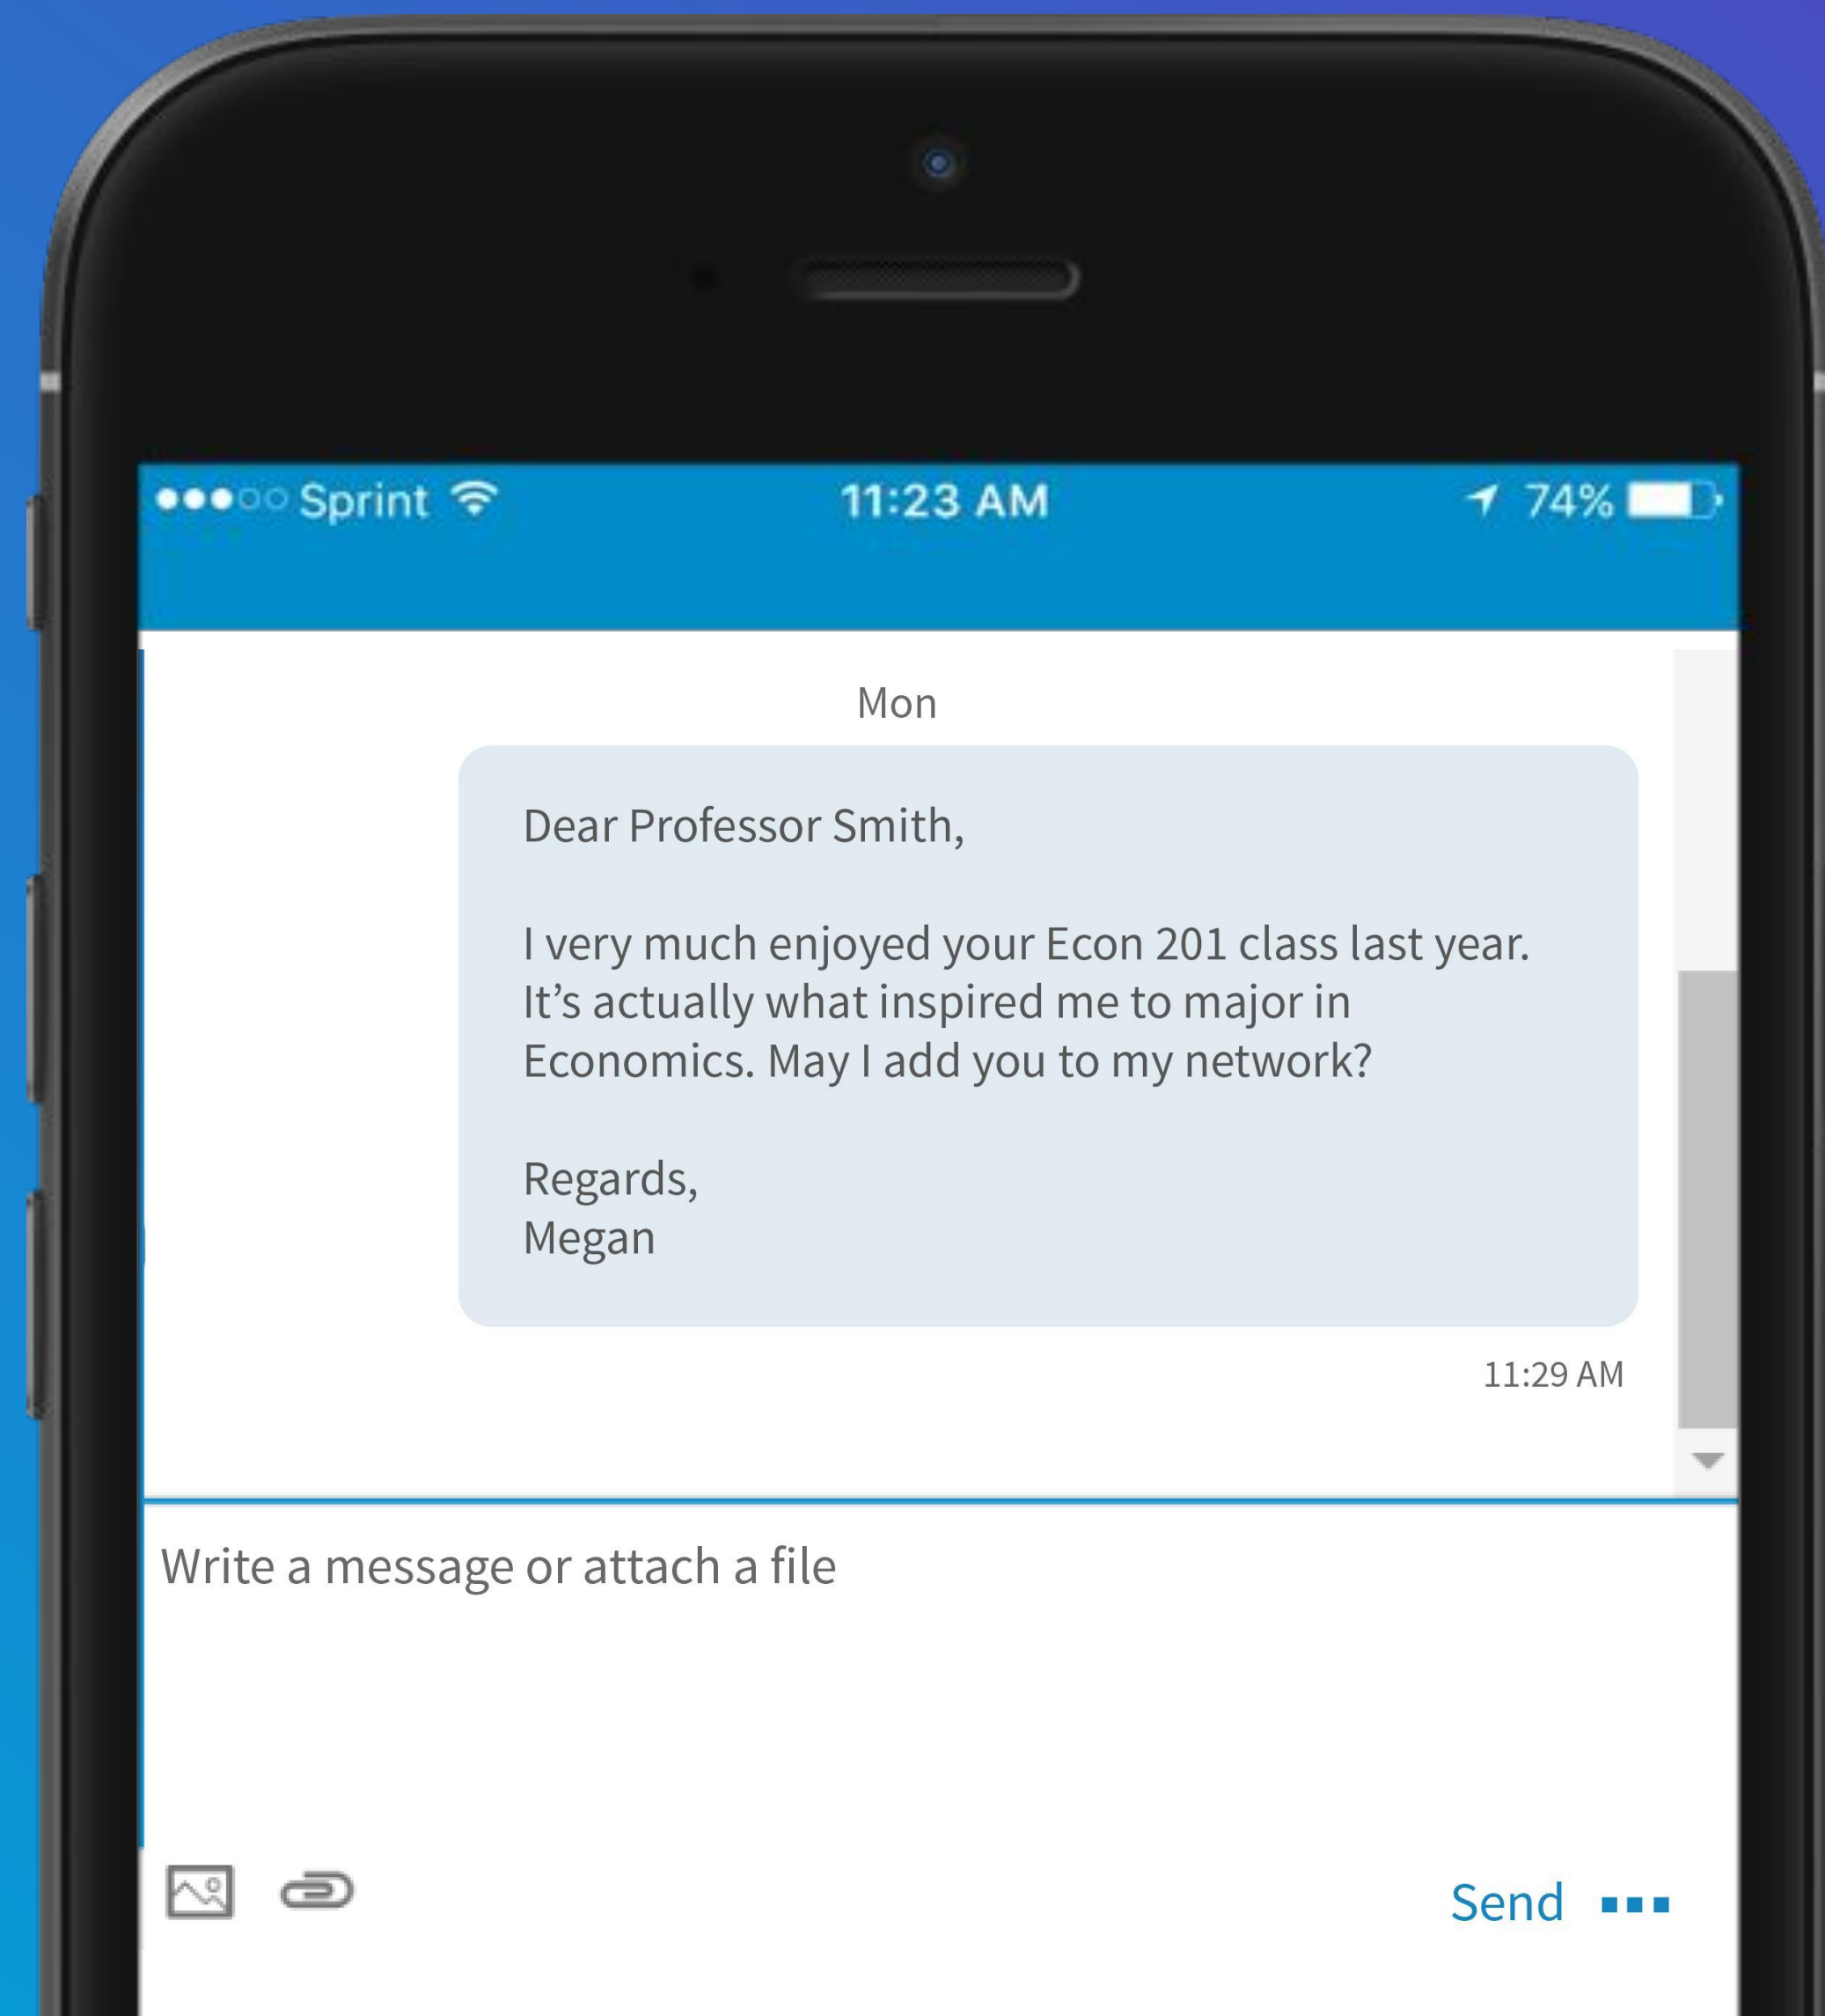 Sprint 11:23 AM 74%
Mon
Dear Professor Smith,
I very much enjoyed your Econ 201 class last year.
It’s actually what inspired me to major in
Economics. May I add you to my network?
Regards,
Megan
11:29 AM
Write a message or attach a file
Send